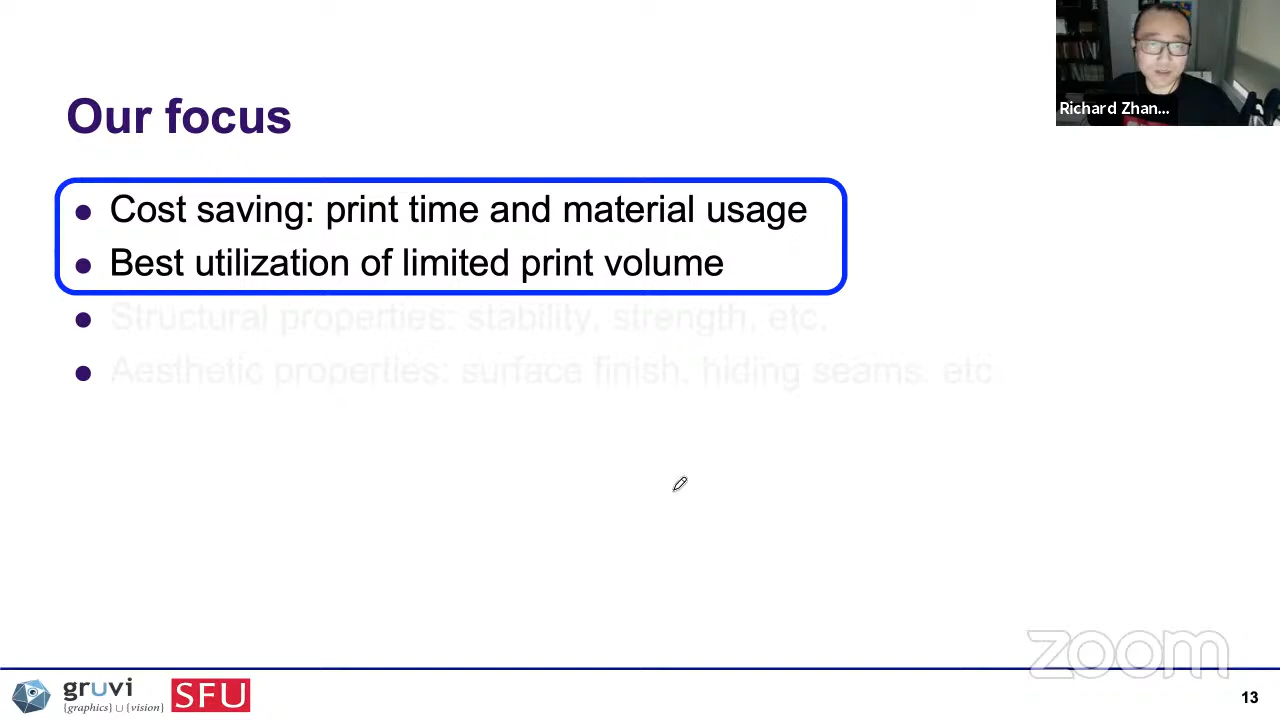 Richard Zhan...
Our focus
● Cost saving: print time and material usage
● Best utilization of limited print volume
● Structural properties: stability, strength, etc.
● Aesthetic properties: surface finish, hiding seams, etc
zoom
gruvi
{graphics} ∪ {vision}
SFU
13